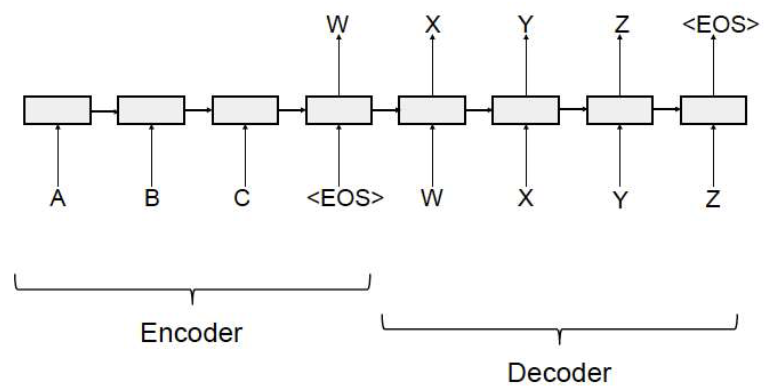 W X Y Z <EOS>
A B C <EOS> W X Y Z
Encoder
Decoder